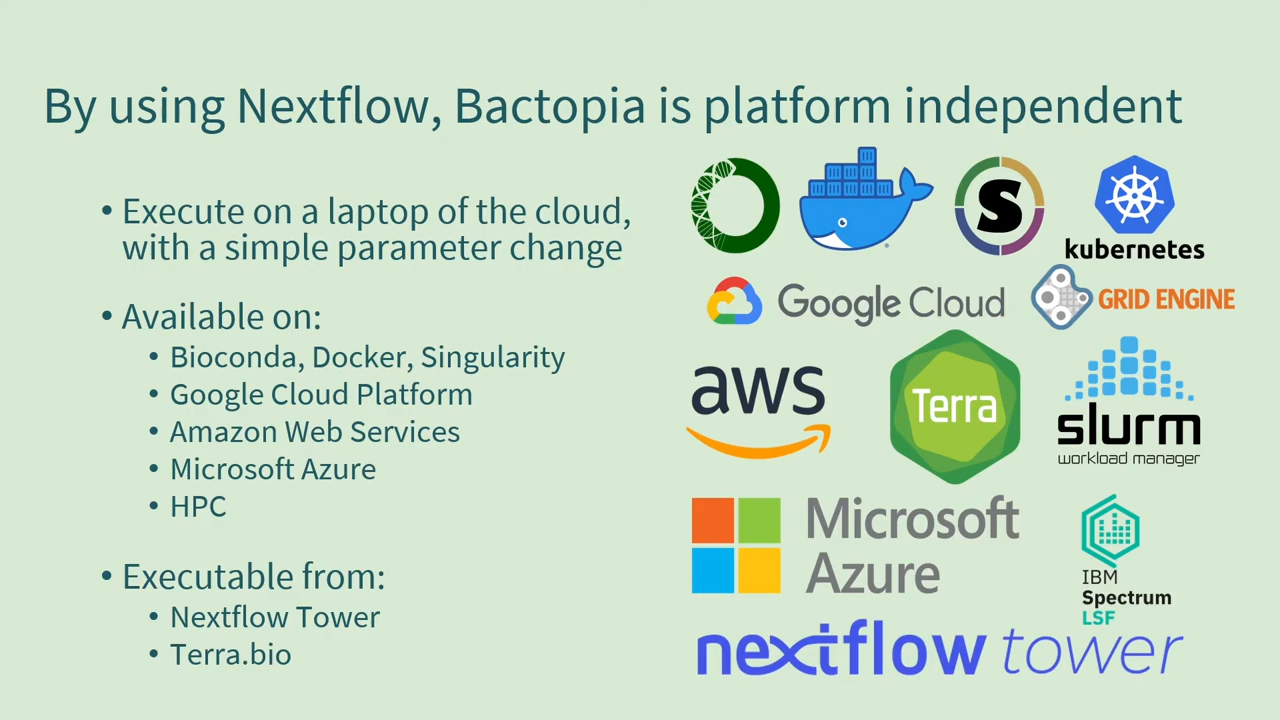 By using Nextflow, Bactopia is platform independent
• Execute on a laptop of the cloud,
with a simple parameter change
• Available on:
• Bioconda, Docker, Singularity
• Google Cloud Platform
• Amazon Web Services
• Microsoft Azure
• HPC
• Executable from:
• Nextflow Tower
• Terra.bio
S
kubernetes
Google Cloud
GRID ENGINE
aws
Terra
slurm
workload manager
Microsoft
Azure
IBM
Spectrum
LSF
nextflow tower